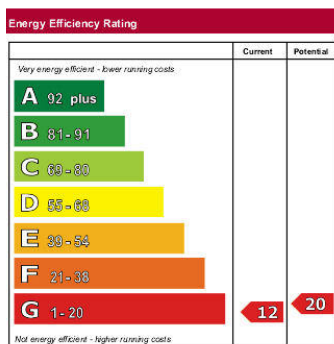 Energy Efficiency Rating
Current Potential
Very energy efficient - lower running costs
A 92 plus
B 81-91
C 69-80
D 55-68
E 39-54
F 21-38
G 1-20 12 20
Not energy efficient - higher running costs